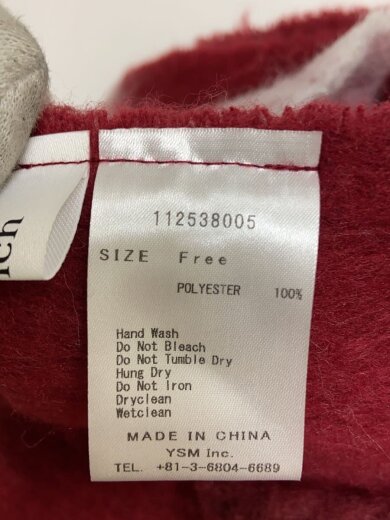 112538005
SIZE Free
POLYESTER 100%
Hand Wash
Do Not Bleach
Do Not Tumble Dry
Hung Dry
Do Not Iron
Dryclean
Wetclean
MADE IN CHINA
YSM Inc.
TEL. +81-3-6804-6689